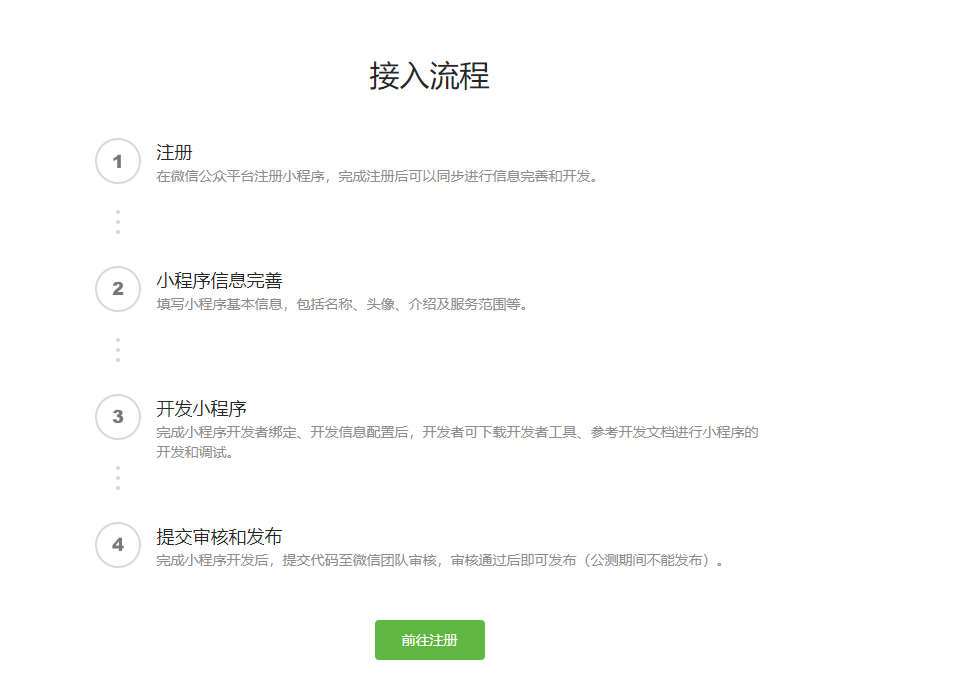 接入流程
1
注册
在微信公众平台注册小程序，完成注册后可以同步进行信息完善和开发。
2
小程序信息完善
填写小程序基本信息，包括名称、头像、介绍及服务范围等。
3
开发小程序
完成小程序开发者绑定、开发信息配置后，开发者可下载开发者工具、参考开发文档进行小程序的
开发和调试。
4
提交审核和发布
完成小程序开发后，提交代码至微信团队审核，审核通过后即可发布（公测期间不能发布）。
前往注册